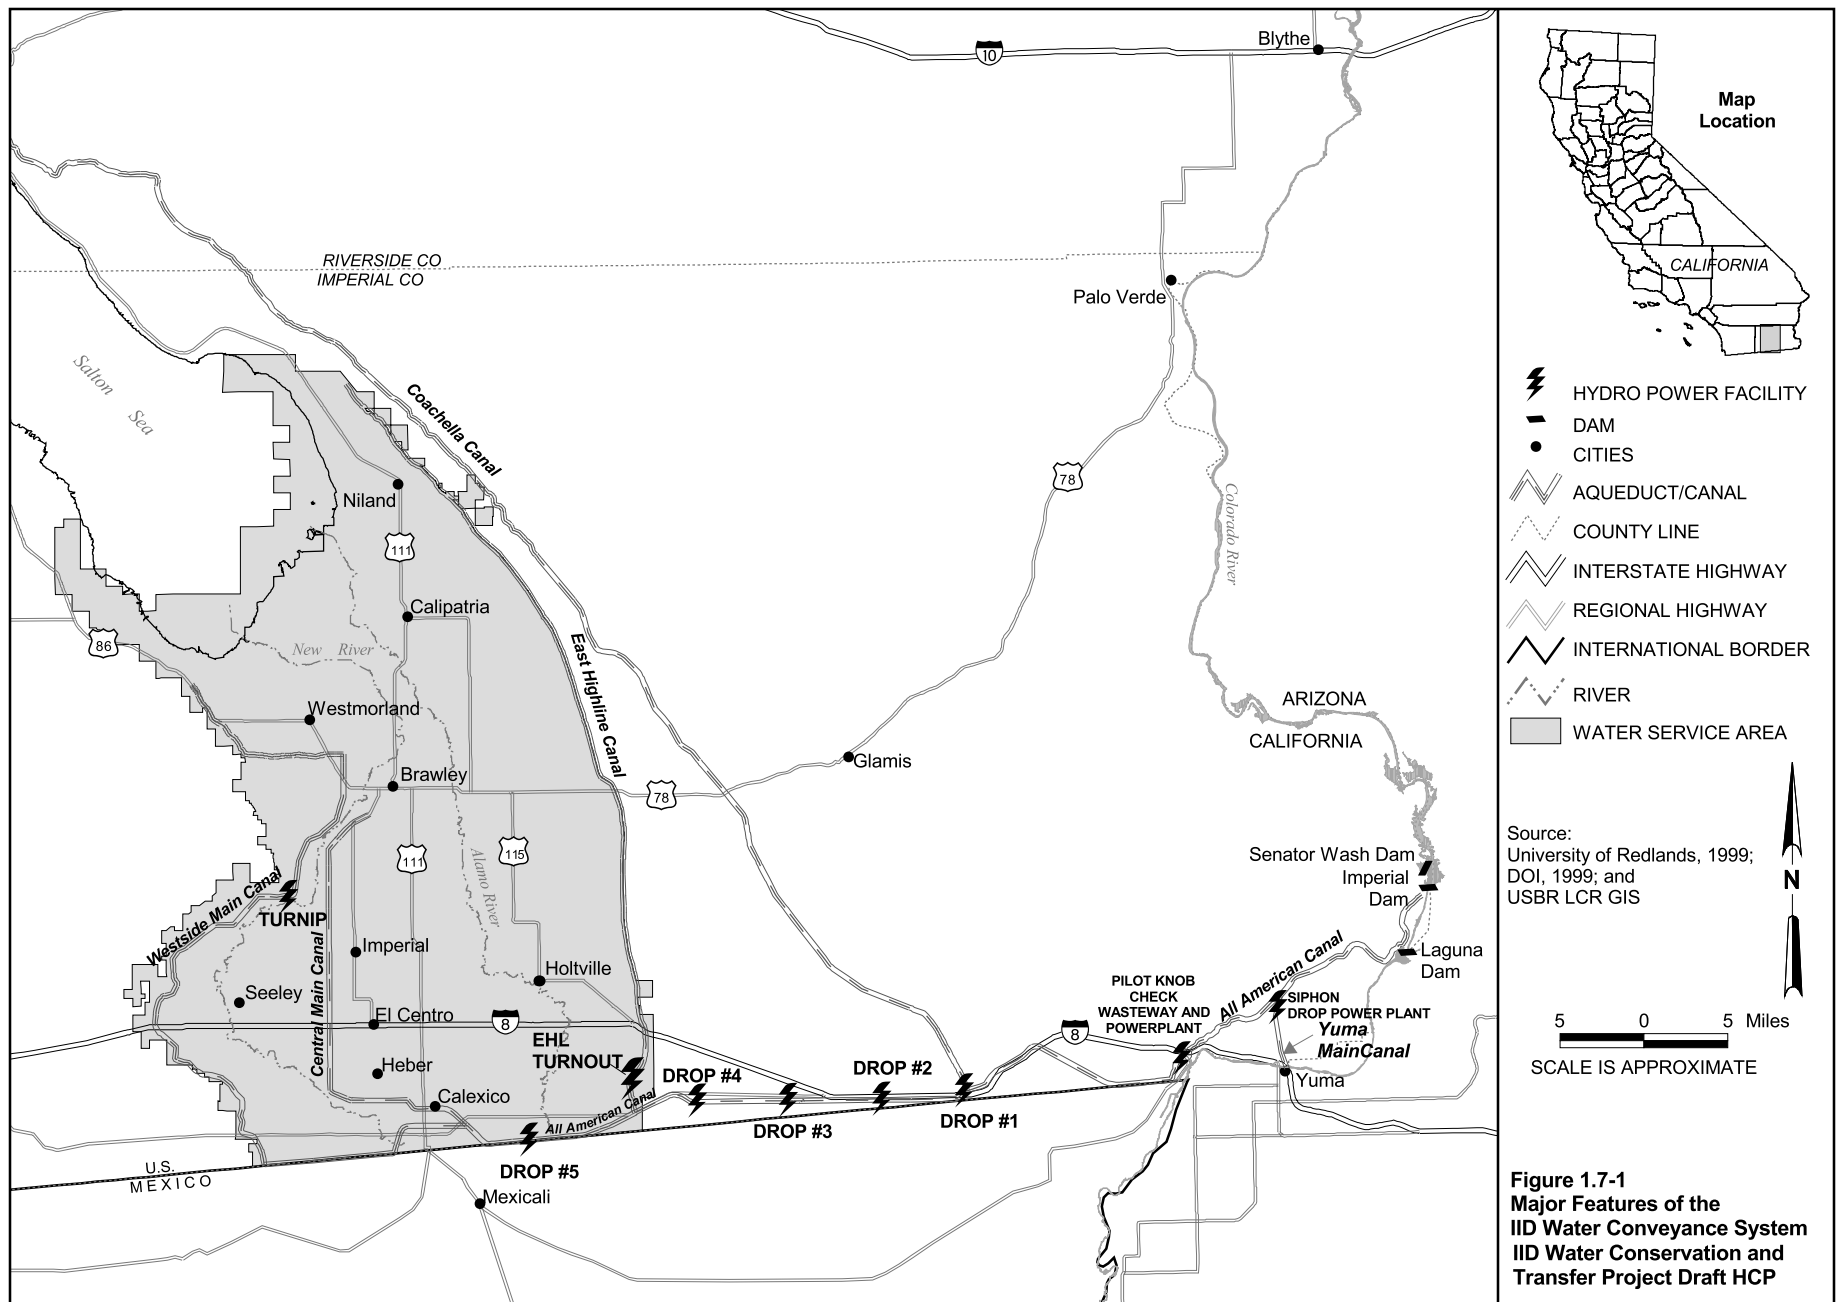 Blythe
10
Map
Location
RIVERSIDE CO
IMPERIAL CO
CALIFORNIA
Palo Verde
Salton Sea
Coachella Canal
HYDRO POWER FACILITY
DAM
CITIES
AQUEDUCT/CANAL
COUNTY LINE
INTERSTATE HIGHWAY
REGIONAL HIGHWAY
INTERNATIONAL BORDER
RIVER
WATER SERVICE AREA
78
Niland
Colorado River
111
Calipatria
86
New River
East Highline Canal
Westmorland
ARIZONA
CALIFORNIA
Glamis
Brawley
78
111
115
Alamo River
Senator Wash Dam
Imperial
Dam
Source:
University of Redlands, 1999;
DOI, 1999; and
USBR LCR GIS
N
Westside Main Canal
TURNIP
Central Main Canal
Imperial
Holtville
Seeley
El Centro
8
EHL
TURNOUT
Heber
Calexico
All American Canal
Laguna
Dam
PILOT KNOB
CHECK
WASTEWAY AND
POWERPLANT
All American Canal
SIPHON
DROP POWER PLANT
Yuma
MainCanal
8
Yuma
DROP #4
DROP #2
DROP #3
DROP #1
DROP #5
U.S.
MEXICO
Mexicali
5 0 5 Miles
SCALE IS APPROXIMATE
Figure 1.7-1
Major Features of the
IID Water Conveyance System
IID Water Conservation and
Transfer Project Draft HCP